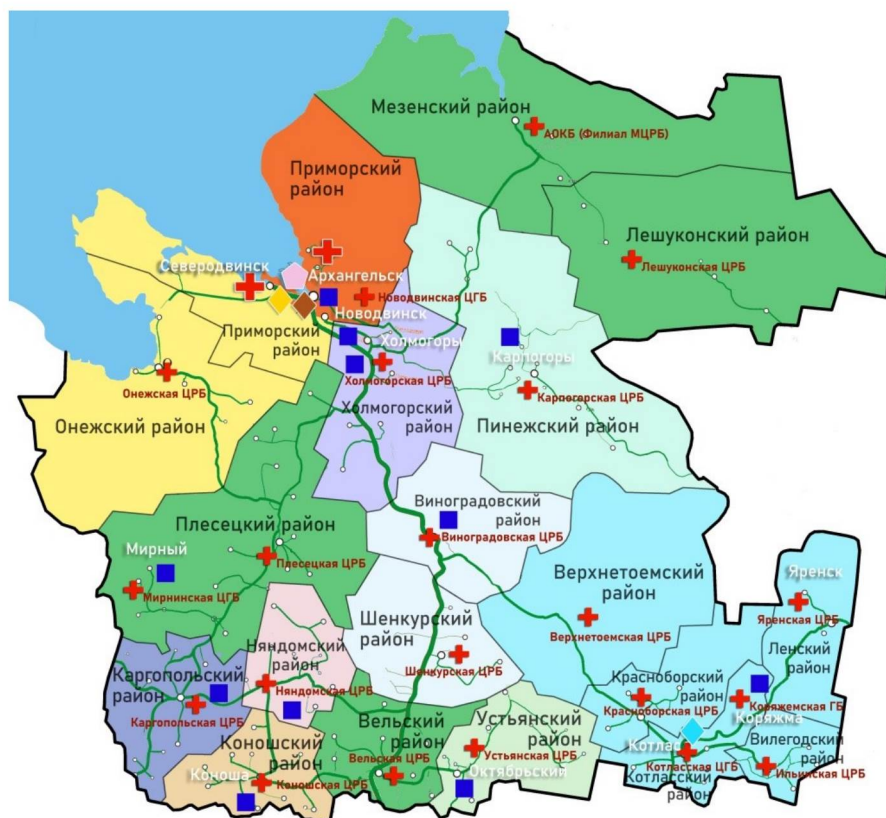 Мезенский район
АОКБ (Филиал МЦРБ)
Приморский
район
Лешуконский район
Лешуконская ЦРБ
Северодвинск
Архангельск
Новодвинская ЦГБ
Новодвинск
Приморский
район
Холмогоры
Карпогоры
Онежская ЦРБ
Холмогорская ЦРБ
Карпогорская ЦРБ
Онежский район
Холмогорский
район
Пинежский район
Виноградовский
район
Плесецкий район
Виноградовская ЦРБ
Мирный
Плесецкая ЦРБ
Мирнинская ЦГБ
Верхнетоемский
район
Яренск
Яренская ЦРБ
Шенкурский
район
Верхнетоемская ЦРБ
Няндомский
район
Шенкурская ЦРБ
Ленский
район
Каргопольский
район
Няндомская ЦРБ
Красноборский
район
Каргопольская ЦРБ
Красноборская ЦРБ
Коряжемская ГБ
Коряжма
Вельский
район
Устьянский
район
Коношский
район
Котлас
Вилегодский
район
Вельская ЦРБ
Устьянская ЦРБ
Котласская ЦГБ
Ильинская ЦРБ
Коноша
Коношская ЦРБ
Октябрьский
Котласский
район